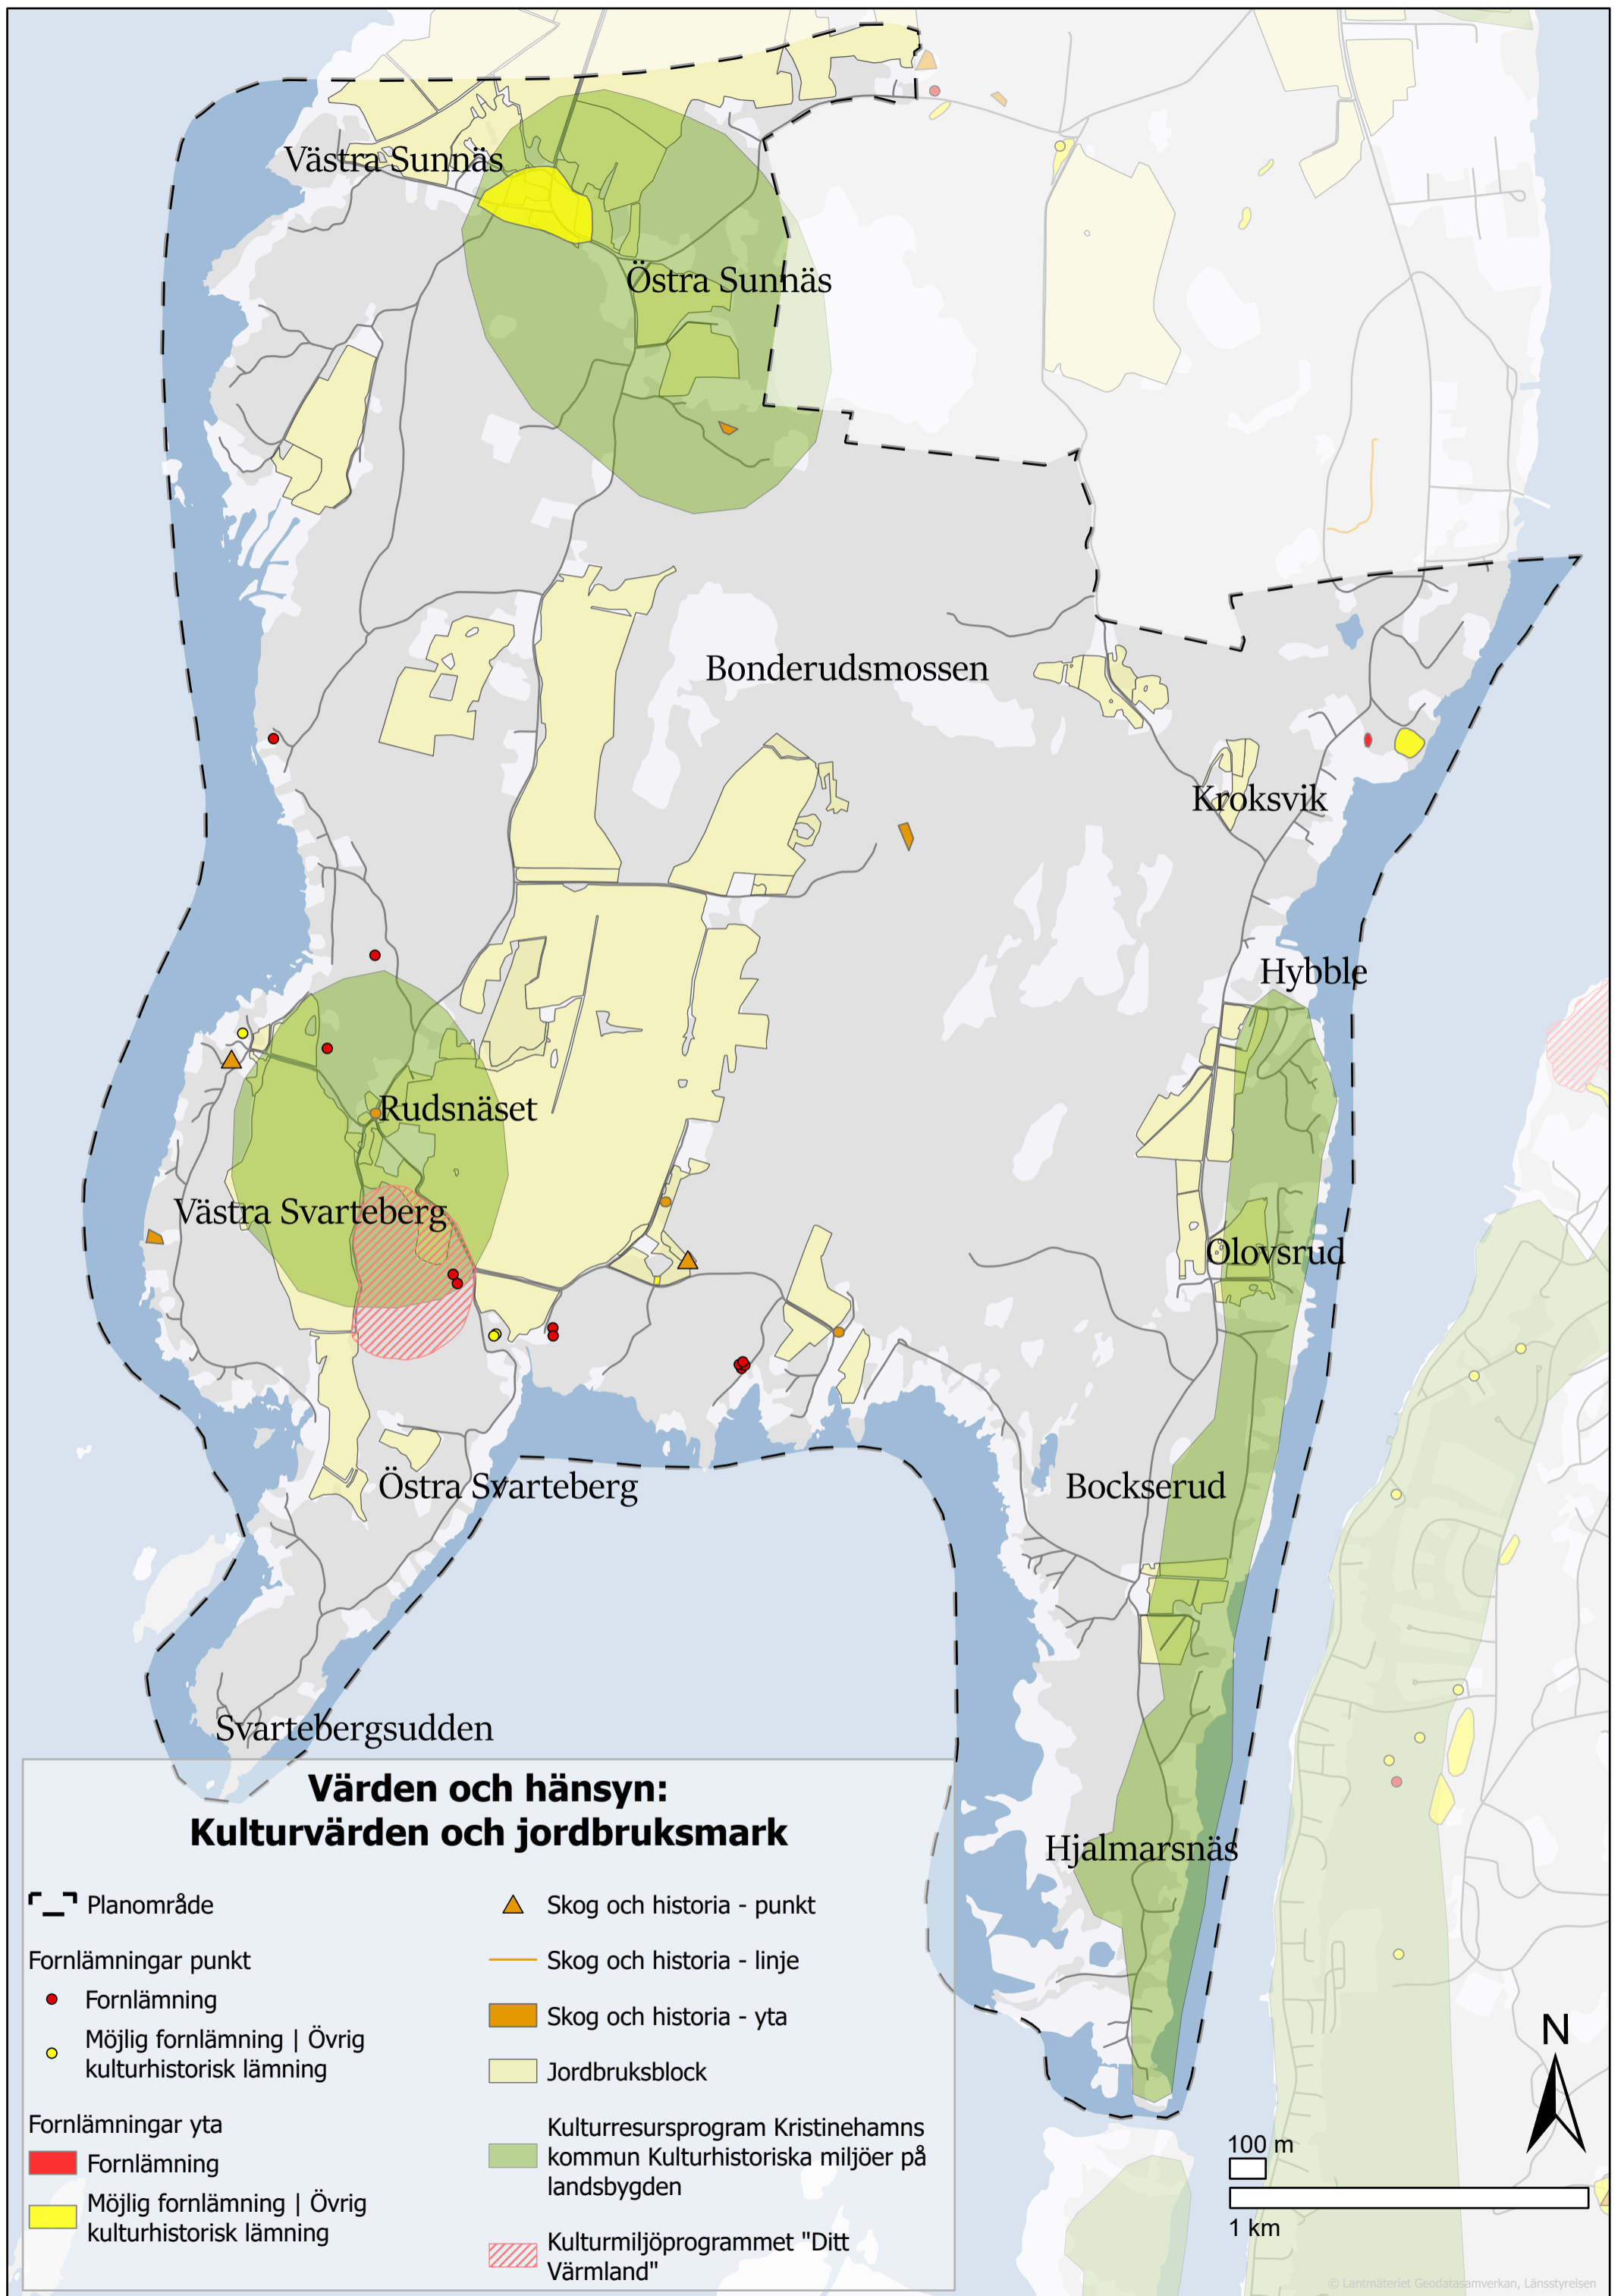 Västra Sunnäs
Östra Sunnäs
Bonderudsmossen
Kroksvik
Hybble
Rudsnäset
Västra Svarteberg
Olovsrud
Östra Svarteberg
Bockserud
Svartebergsudden
Hjalmarsnäs
Värden och hänsyn:
Kulturvärden och jordbruksmark
Planområde
Fornlämningar punkt
Fornlämning
Möjlig fornlämning | Övrig
kulturhistorisk lämning
Fornlämningar yta
Fornlämning
Möjlig fornlämning | Övrig
kulturhistorisk lämning
Skog och historia - punkt
Skog och historia - linje
Skog och historia - yta
Jordbruksblock
Kulturresursprogram Kristinehamns
kommun Kulturhistoriska miljöer på
landsbygden
Kulturmiljöprogrammet "Ditt
Värmland"
N
100 m
1 km
© Lantmäteriet Geodatasamverkan, Länsstyrelsen